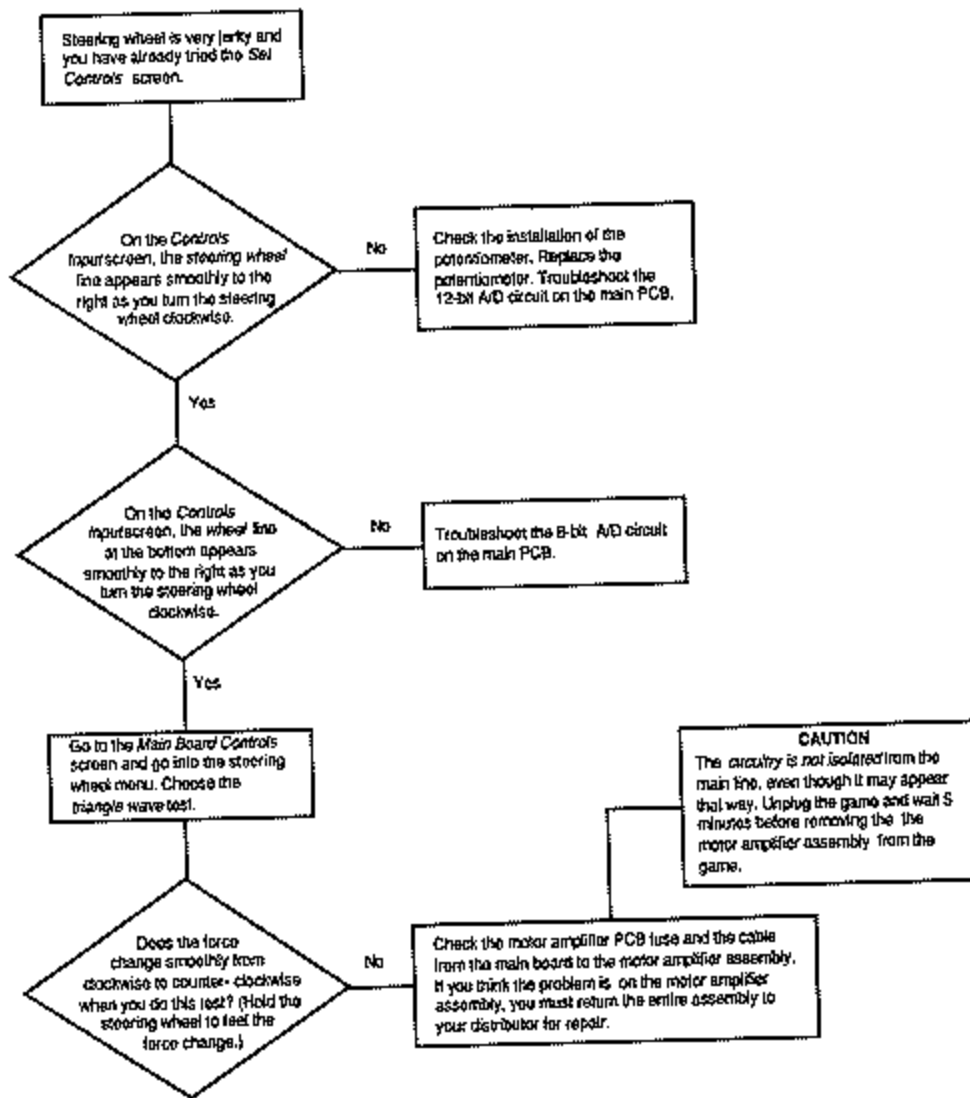 Steering wheel is very jerky and
you have already tried the Set
Controls screen.
On the Controls
Input screen, the steering wheel
line appears smoothly to the
right as you turn the steering
wheel clockwise.
No
Check the installation of the
potentiometer. Replace the
potentiometer. Troubleshoot the
12-bit A/D circuit on the main PCB.
Yes
On the Controls
Input screen, the wheel line
at the bottom appears
smoothly to the right as you
turn the steering wheel
clockwise.
No
Troubleshoot the 8-bit A/D circuit
on the main PCB.
Yes
Go to the Main Board Controls
screen and go into the steering
wheel menu. Choose the
triangle wave test.
CAUTION
The circuitry is not isolated from the
main line, even though it may appear
that way. Unplug the game and wait 5
minutes before removing the the
motor amplifier assembly from the
game.
Does the force
change smoothly from
clockwise to counter- clockwise
when you do this test? (Hold the
steering wheel to feel the
force change.)
No
Check the motor amplifier PCB fuse and the cable
from the main board to the motor amplifier assembly.
If you think the problem is on the motor amplifier
assembly, you must return the entire assembly to
your distributor for repair.